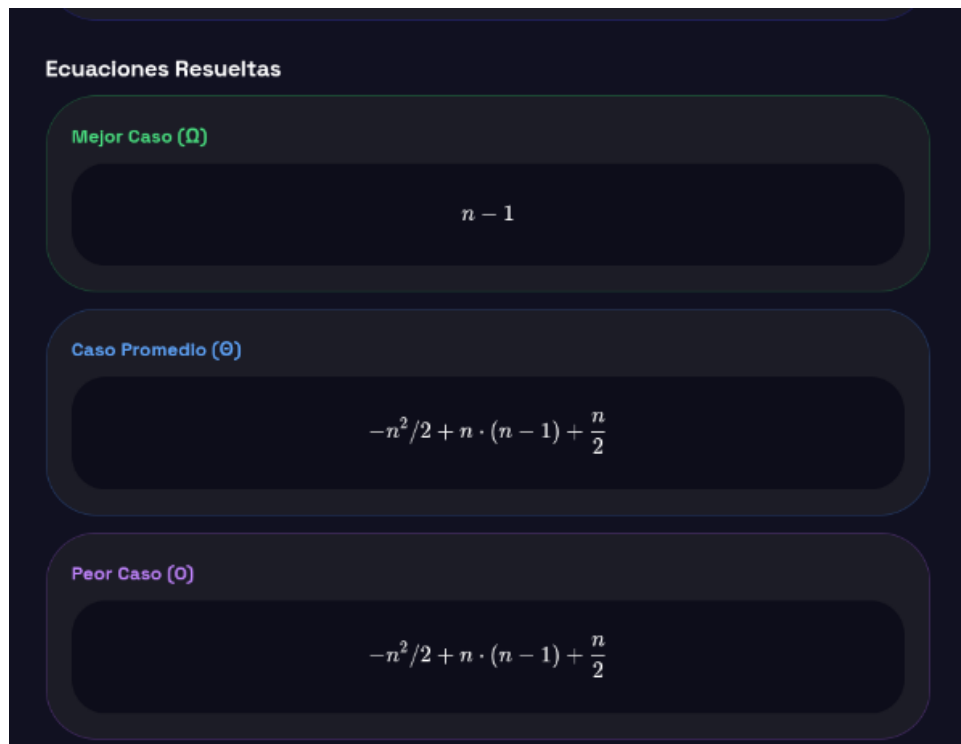 Ecuaciones Resueltas
Mejor Caso (Ω)
n − 1
Caso Promedio (Θ)
−n²/2 + n · (n − 1) + n/2
Peor Caso (O)
−n²/2 + n · (n − 1) + n/2